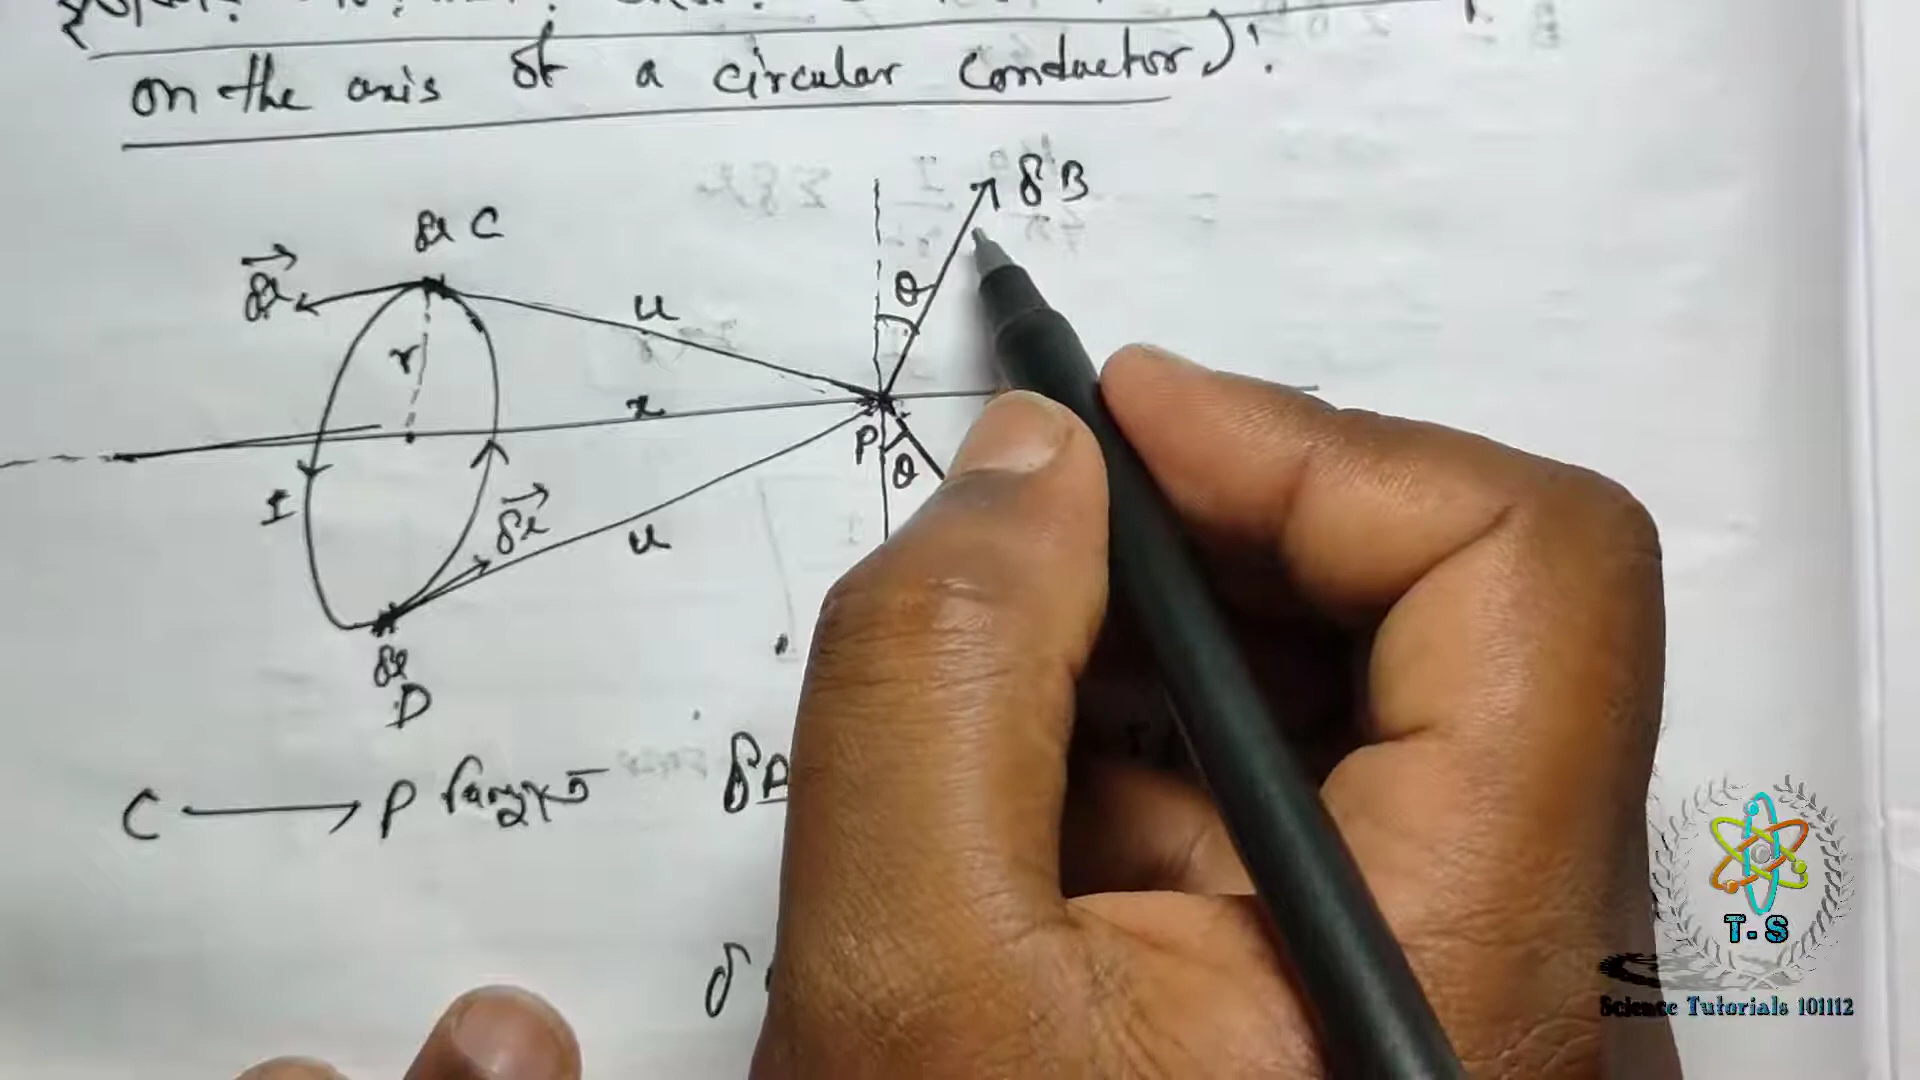 on the axis of a circular conductor):
δB
δl C
δl
u
θ
r
x
P
θ
I
δl
u
δl
D
C → P
T.S
Science Tutorials 101112